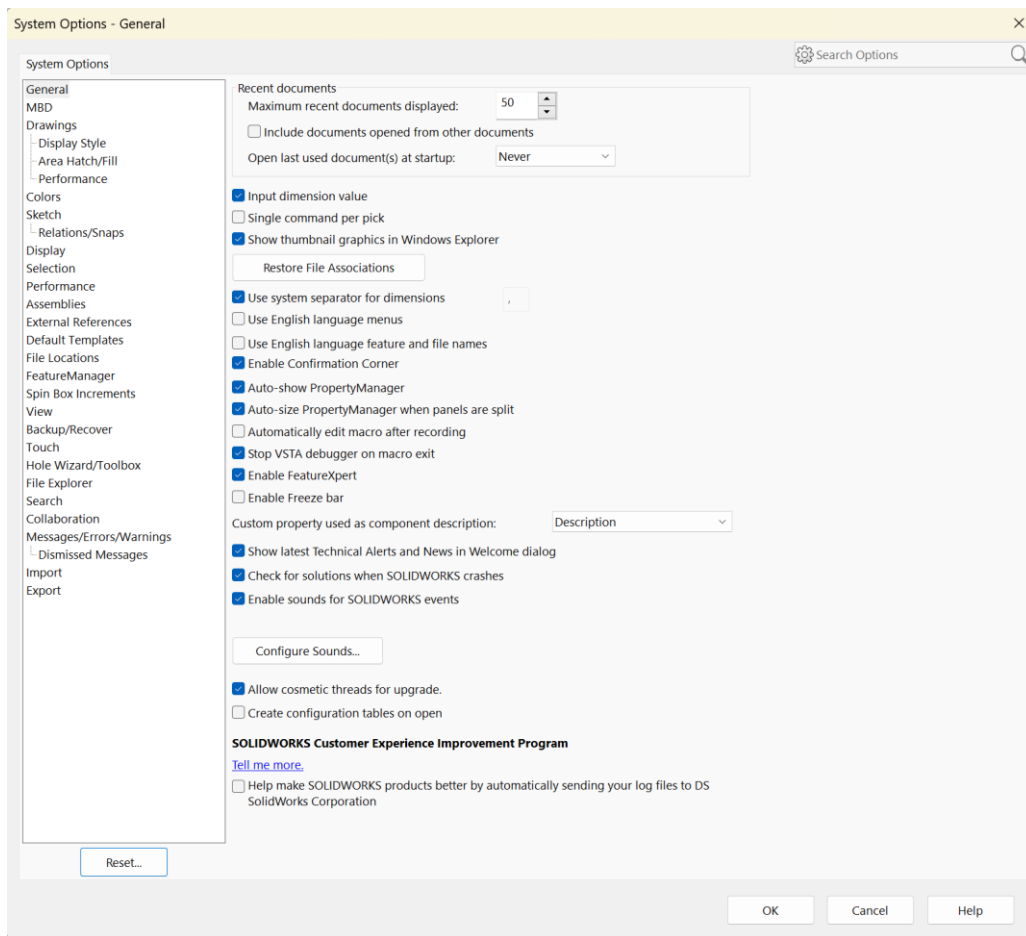 System Options - General
Search Options
System Options
General
MBD
Drawings
Display Style
Area Hatch/Fill
Performance
Colors
Sketch
Relations/Snaps
Display
Selection
Performance
Assemblies
External References
Default Templates
File Locations
FeatureManager
Spin Box Increments
View
Backup/Recover
Touch
Hole Wizard/Toolbox
File Explorer
Search
Collaboration
Messages/Errors/Warnings
Dismissed Messages
Import
Export
Reset...
Recent documents
Maximum recent documents displayed: 50
Include documents opened from other documents
Open last used document(s) at startup: Never
Input dimension value
Single command per pick
Show thumbnail graphics in Windows Explorer
Restore File Associations
Use system separator for dimensions ,
Use English language menus
Use English language feature and file names
Enable Confirmation Corner
Auto-show PropertyManager
Auto-size PropertyManager when panels are split
Automatically edit macro after recording
Stop VSTA debugger on macro exit
Enable FeatureXpert
Enable Freeze bar
Custom property used as component description: Description
Show latest Technical Alerts and News in Welcome dialog
Check for solutions when SOLIDWORKS crashes
Enable sounds for SOLIDWORKS events
Configure Sounds...
Allow cosmetic threads for upgrade.
Create configuration tables on open
SOLIDWORKS Customer Experience Improvement Program
Tell me more.
Help make SOLIDWORKS products better by automatically sending your log files to DS
SolidWorks Corporation
OK Cancel Help